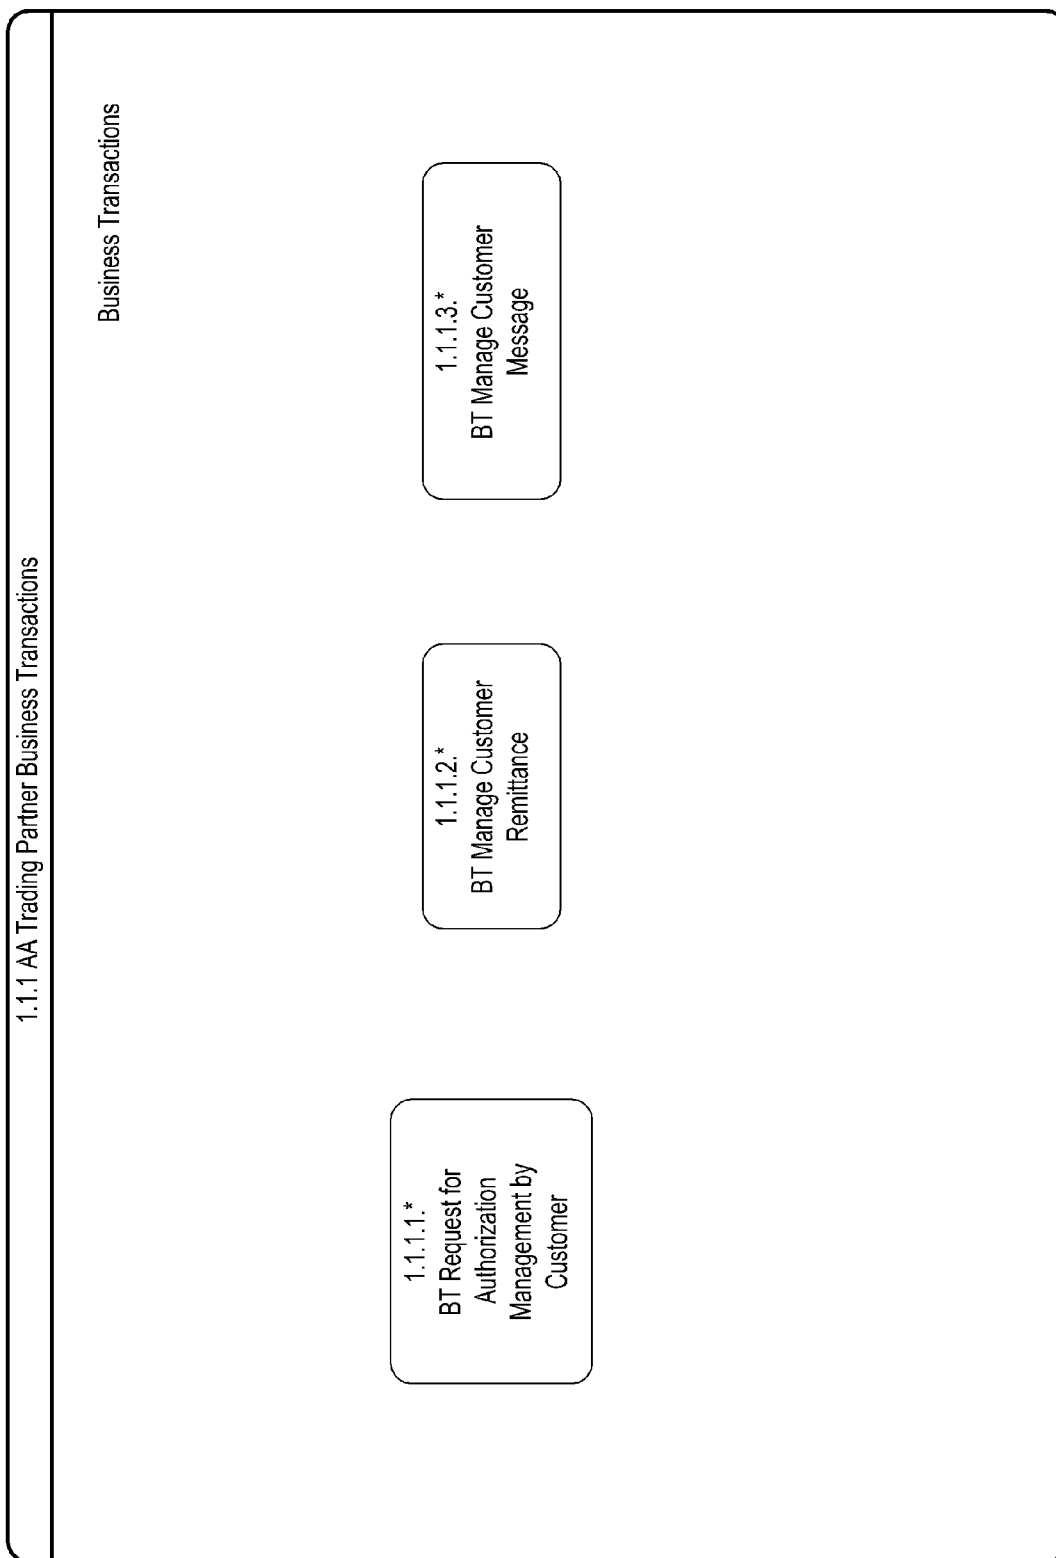 1.1.1 AA Trading Partner Business Transactions
Business Transactions
1.1.1.1.*
BT Request for
Authorization
Management by
Customer
1.1.1.2.*
BT Manage Customer
Remittance
1.1.1.3.*
BT Manage Customer
Message